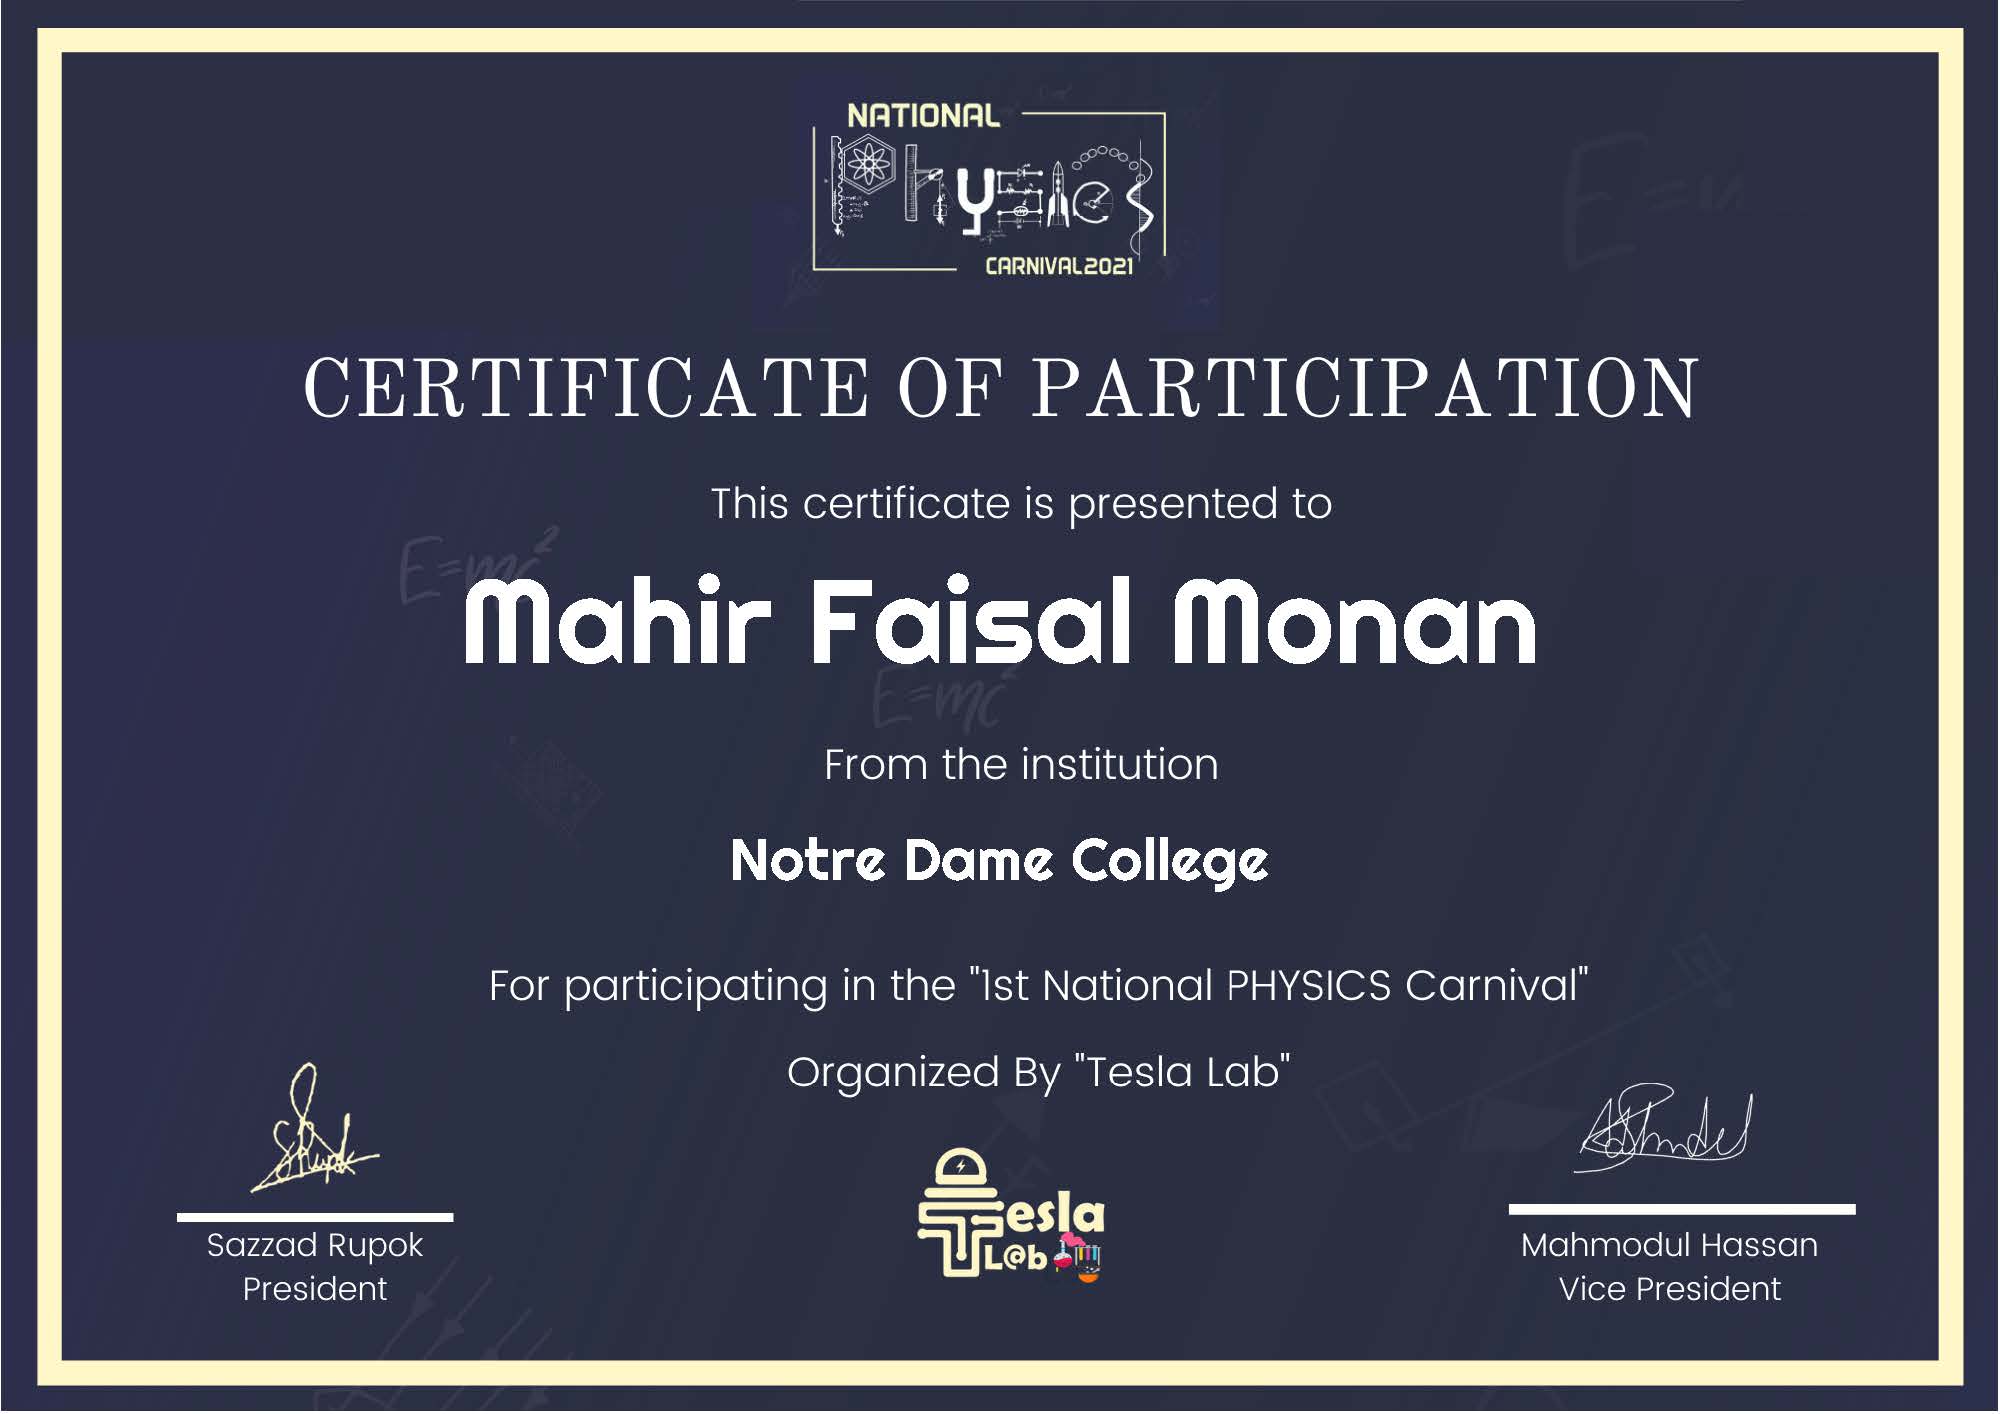 NATIONAL
Physics
CARNIVAL2021
CERTIFICATE OF PARTICIPATION
This certificate is presented to
E=mc²
Mahir Faisal Monan
E=mc²
From the institution
Notre Dame College
For participating in the "1st National PHYSICS Carnival"
Organized By "Tesla Lab"
Tesla
L@b
Sazzad Rupok
President
Mahmodul Hassan
Vice President